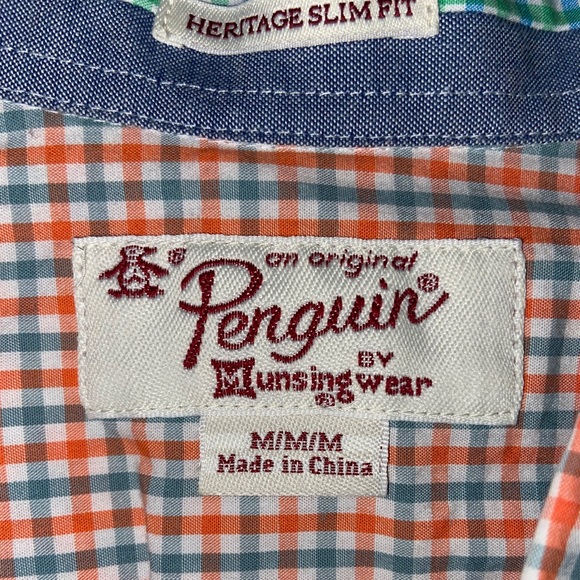 HERITAGE SLIM FIT
®
an original
Penguin®
BY
Munsingwear
®
M/M/M
Made in China